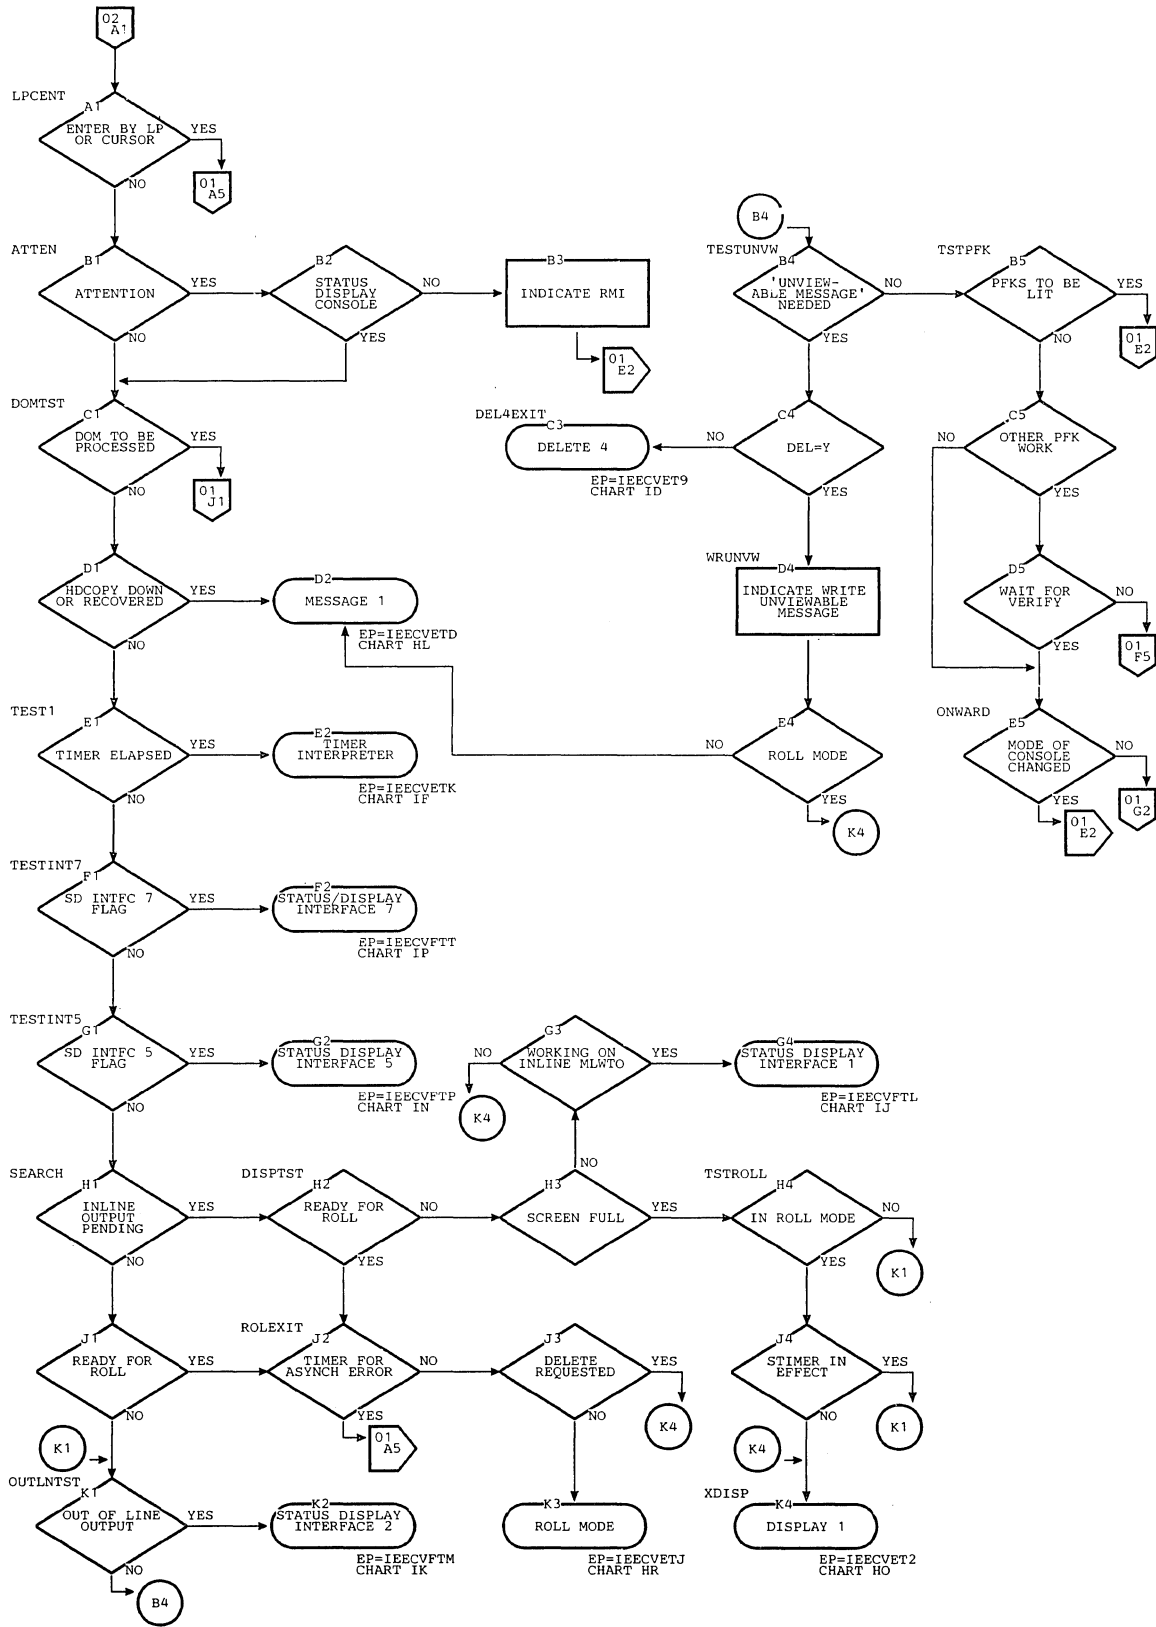 02
A1
LPCENT
A1
ENTER BY LP
OR CURSOR
YES
NO
01
A5
ATTEN
B1
ATTENTION
YES
NO
B2
STATUS
DISPLAY
CONSOLE
NO
YES
B3
INDICATE RMI
01
E2
B4
TESTUNVW
B4
'UNVIEW-
ABLE MESSAGE'
NEEDED
NO
YES
TSTPFK
B5
PFKS TO BE
LIT
YES
NO
01
E2
DOMTST
C1
DOM TO BE
PROCESSED
YES
NO
01
J1
DEL4EXIT
C3
DELETE 4
EP=IEECVET9
CHART ID
C4
DEL=Y
NO
YES
C5
OTHER PFK
WORK
NO
YES
D1
HDCOPY DOWN
OR RECOVERED
YES
NO
D2
MESSAGE 1
EP=IEECVETD
CHART HL
WRUNVW
D4
INDICATE WRITE
UNVIEWABLE
MESSAGE
D5
WAIT FOR
VERIFY
NO
YES
01
F5
TEST1
E1
TIMER ELAPSED
YES
NO
E2
TIMER
INTERPRETER
EP=IEECVETK
CHART IF
E4
ROLL MODE
NO
YES
K4
ONWARD
E5
MODE OF
CONSOLE
CHANGED
NO
YES
01
E2
01
G2
TESTINT7
F1
SD INTFC 7
FLAG
YES
NO
F2
STATUS/DISPLAY
INTERFACE 7
EP=IEECVFTT
CHART IP
TESTINT5
G1
SD INTFC 5
FLAG
YES
NO
G2
STATUS DISPLAY
INTERFACE 5
EP=IEECVFTP
CHART IN
G3
WORKING ON
INLINE MLWTO
NO
YES
K4
G4
STATUS DISPLAY
INTERFACE 1
EP=IEECVFTL
CHART IJ
SEARCH
H1
INLINE
OUTPUT
PENDING
YES
NO
DISPTST
H2
READY FOR
ROLL
NO
YES
H3
SCREEN FULL
NO
YES
TSTROLL
H4
IN ROLL MODE
NO
YES
K1
J1
READY FOR
ROLL
YES
NO
ROLEXIT
J2
TIMER FOR
ASYNCH ERROR
NO
YES
01
A5
J3
DELETE
REQUESTED
YES
NO
K4
J4
STIMER IN
EFFECT
YES
NO
K1
K1
OUTLNTST
K1
OUT OF LINE
OUTPUT
YES
NO
B4
K2
STATUS DISPLAY
INTERFACE 2
EP=IEECVFTM
CHART IK
K3
ROLL MODE
EP=IEECVETJ
CHART HR
K4
XDISP
K4
DISPLAY 1
EP=IEECVET2
CHART HO